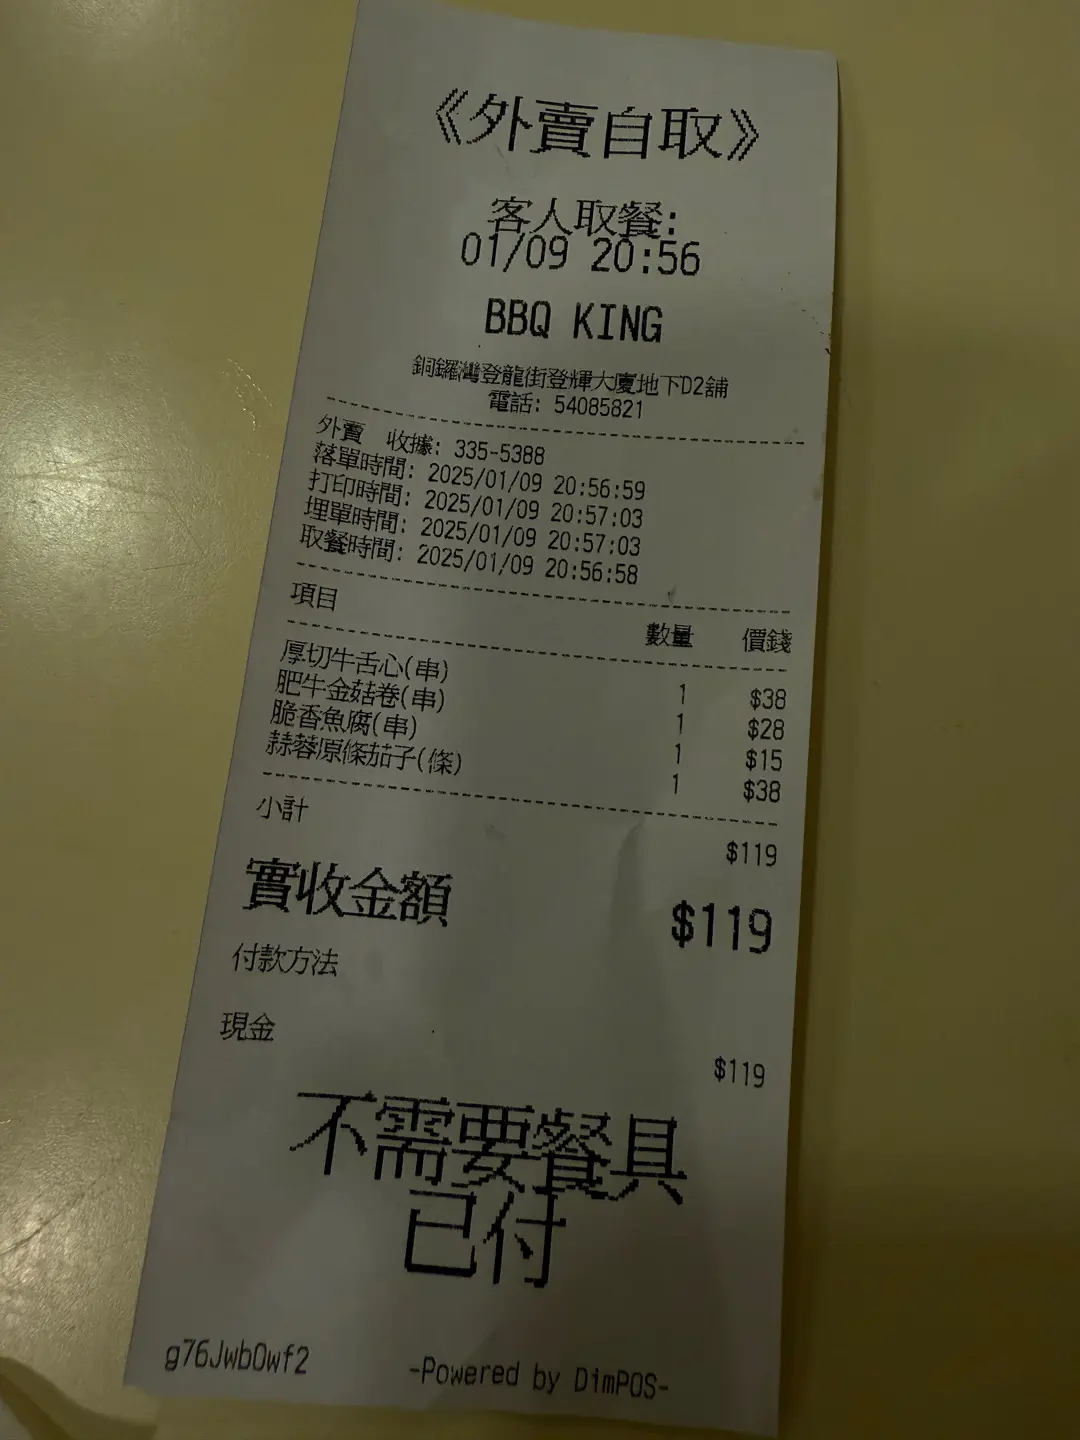 《外賣自取》
客人取餐:
01/09 20:56
BBQ KING
銅鑼灣登龍街登輝大廈地下D2舖
電話: 54085821
外賣 收據: 335-5388
落單時間: 2025/01/09 20:56:59
打印時間: 2025/01/09 20:57:03
埋單時間: 2025/01/09 20:57:03
取餐時間: 2025/01/09 20:56:58
項目 數量 價錢
厚切牛舌心(串) 1 $38
肥牛金菇卷(串) 1 $28
脆香魚腐(串) 1 $15
蒜蓉原條茄子(條) 1 $38
小計 $119
實收金額 $119
付款方法
現金 $119
不需要餐具
已付
g76JwbOwf2
-Powered by DimPOS-